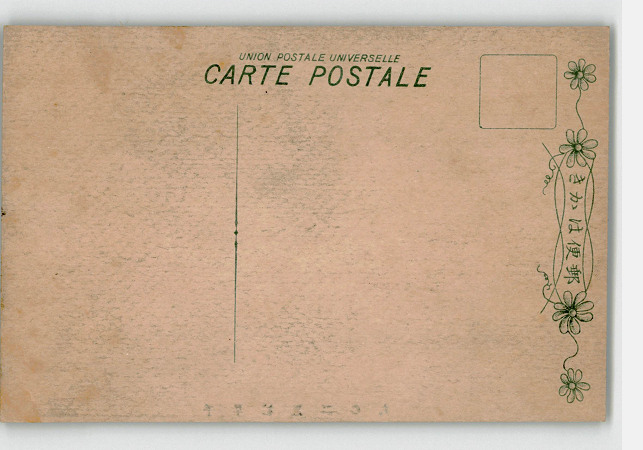 UNION POSTALE UNIVERSELLE
CARTE POSTALE
きかは便郵